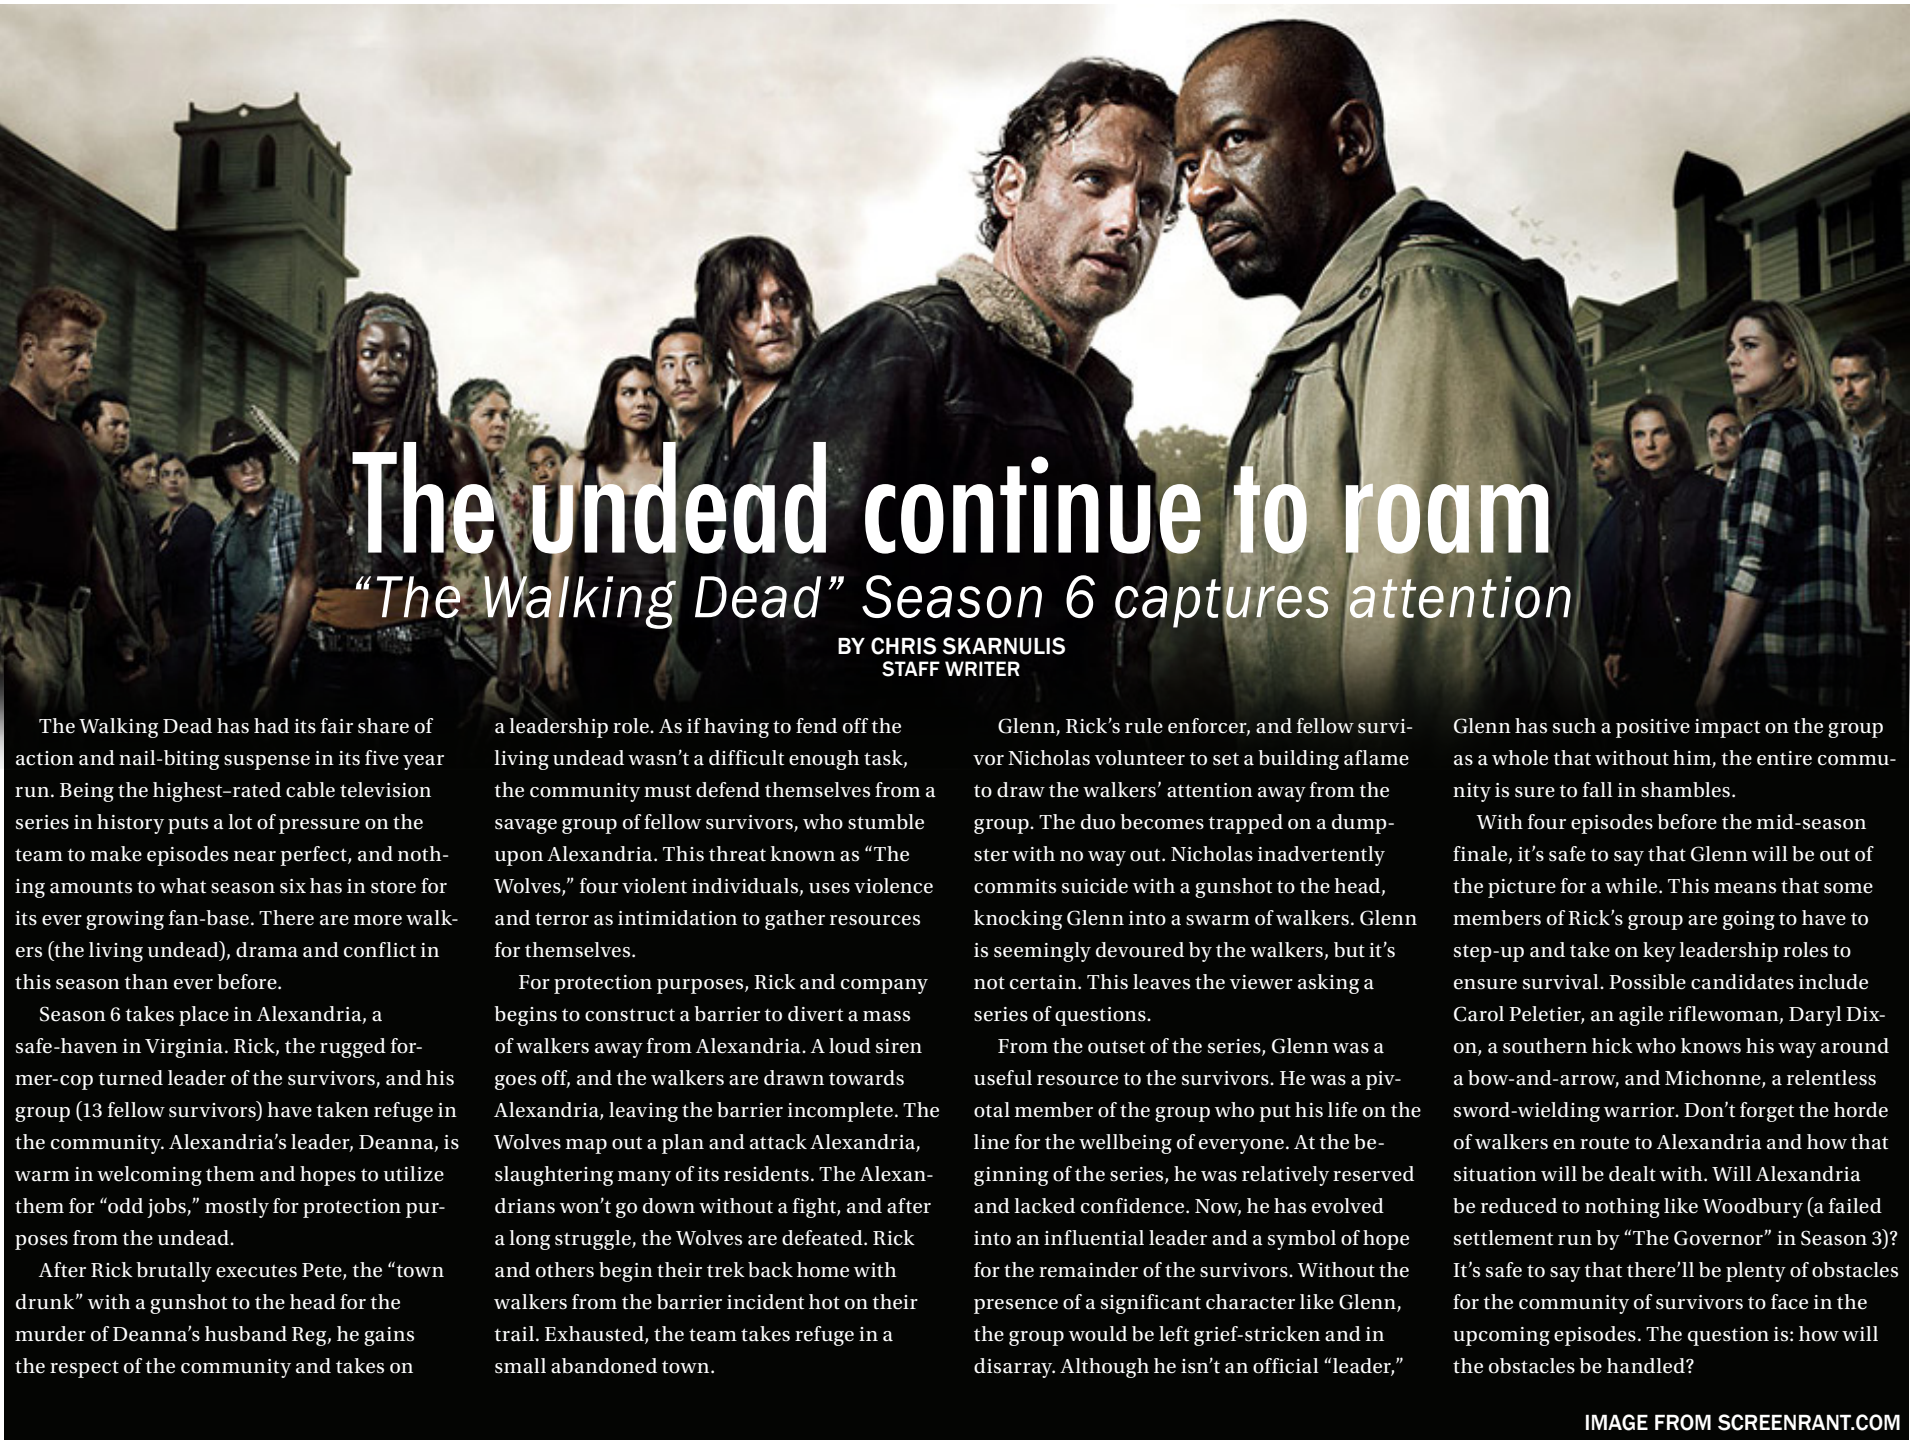 The undead continue to roam
“The Walking Dead” Season 6 captures attention
BY CHRIS SKARNULIS
STAFF WRITER
The Walking Dead has had its fair share of
action and nail-biting suspense in its five year
run. Being the highest–rated cable television
series in history puts a lot of pressure on the
team to make episodes near perfect, and noth-
ing amounts to what season six has in store for
its ever growing fan-base. There are more walk-
ers (the living undead), drama and conflict in
this season than ever before.
Season 6 takes place in Alexandria, a
safe-haven in Virginia. Rick, the rugged for-
mer-cop turned leader of the survivors, and his
group (13 fellow survivors) have taken refuge in
the community. Alexandria’s leader, Deanna, is
warm in welcoming them and hopes to utilize
them for “odd jobs,” mostly for protection pur-
poses from the undead.
After Rick brutally executes Pete, the “town
drunk” with a gunshot to the head for the
murder of Deanna’s husband Reg, he gains
the respect of the community and takes on
a leadership role. As if having to fend off the
living undead wasn’t a difficult enough task,
the community must defend themselves from a
savage group of fellow survivors, who stumble
upon Alexandria. This threat known as “The
Wolves,” four violent individuals, uses violence
and terror as intimidation to gather resources
for themselves.
For protection purposes, Rick and company
begins to construct a barrier to divert a mass
of walkers away from Alexandria. A loud siren
goes off, and the walkers are drawn towards
Alexandria, leaving the barrier incomplete. The
Wolves map out a plan and attack Alexandria,
slaughtering many of its residents. The Alexan-
drians won’t go down without a fight, and after
a long struggle, the Wolves are defeated. Rick
and others begin their trek back home with
walkers from the barrier incident hot on their
trail. Exhausted, the team takes refuge in a
small abandoned town.
Glenn, Rick’s rule enforcer, and fellow survi-
vor Nicholas volunteer to set a building aflame
to draw the walkers’ attention away from the
group. The duo becomes trapped on a dump-
ster with no way out. Nicholas inadvertently
commits suicide with a gunshot to the head,
knocking Glenn into a swarm of walkers. Glenn
is seemingly devoured by the walkers, but it’s
not certain. This leaves the viewer asking a
series of questions.
From the outset of the series, Glenn was a
useful resource to the survivors. He was a piv-
otal member of the group who put his life on the
line for the wellbeing of everyone. At the be-
ginning of the series, he was relatively reserved
and lacked confidence. Now, he has evolved
into an influential leader and a symbol of hope
for the remainder of the survivors. Without the
presence of a significant character like Glenn,
the group would be left grief-stricken and in
disarray. Although he isn’t an official “leader,”
Glenn has such a positive impact on the group
as a whole that without him, the entire commu-
nity is sure to fall in shambles.
With four episodes before the mid-season
finale, it’s safe to say that Glenn will be out of
the picture for a while. This means that some
members of Rick’s group are going to have to
step-up and take on key leadership roles to
ensure survival. Possible candidates include
Carol Peletier, an agile riflewoman, Daryl Dix-
on, a southern hick who knows his way around
a bow-and-arrow, and Michonne, a relentless
sword-wielding warrior. Don’t forget the horde
of walkers en route to Alexandria and how that
situation will be dealt with. Will Alexandria
be reduced to nothing like Woodbury (a failed
settlement run by “The Governor” in Season 3)?
It’s safe to say that there’ll be plenty of obstacles
for the community of survivors to face in the
upcoming episodes. The question is: how will
the obstacles be handled?
IMAGE FROM SCREENRANT.COM